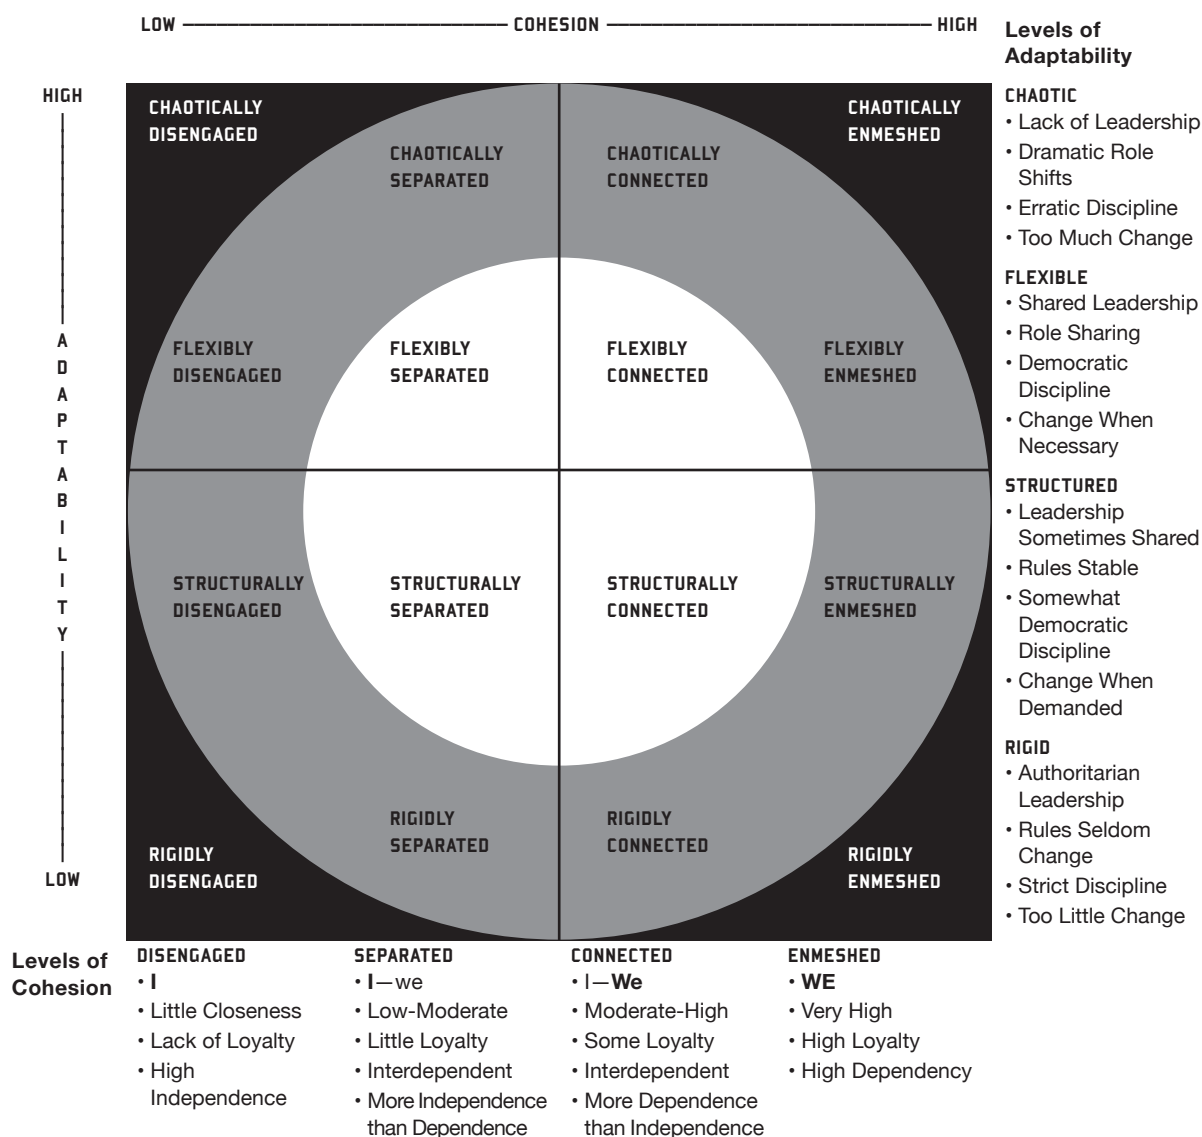 LOW COHESION HIGH
Levels of
Adaptability
HIGH
ADAPTABILITY
LOW
CHAOTICALLY
DISENGAGED
CHAOTICALLY
SEPARATED
CHAOTICALLY
CONNECTED
CHAOTICALLY
ENMESHED
FLEXIBLY
DISENGAGED
FLEXIBLY
SEPARATED
FLEXIBLY
CONNECTED
FLEXIBLY
ENMESHED
STRUCTURALLY
DISENGAGED
STRUCTURALLY
SEPARATED
STRUCTURALLY
CONNECTED
STRUCTURALLY
ENMESHED
RIGIDLY
DISENGAGED
RIGIDLY
SEPARATED
RIGIDLY
CONNECTED
RIGIDLY
ENMESHED
CHAOTIC
• Lack of Leadership
• Dramatic Role
Shifts
• Erratic Discipline
• Too Much Change
FLEXIBLE
• Shared Leadership
• Role Sharing
• Democratic
Discipline
• Change When
Necessary
STRUCTURED
• Leadership
Sometimes Shared
• Rules Stable
• Somewhat
Democratic
Discipline
• Change When
Demanded
RIGID
• Authoritarian
Leadership
• Rules Seldom
Change
• Strict Discipline
• Too Little Change
Levels of
Cohesion
DISENGAGED
• I
• Little Closeness
• Lack of Loyalty
• High
Independence
SEPARATED
• I—we
• Low-Moderate
• Little Loyalty
• Interdependent
• More Independence
than Dependence
CONNECTED
• I—We
• Moderate-High
• Some Loyalty
• Interdependent
• More Dependence
than Independence
ENMESHED
• WE
• Very High
• High Loyalty
• High Dependency